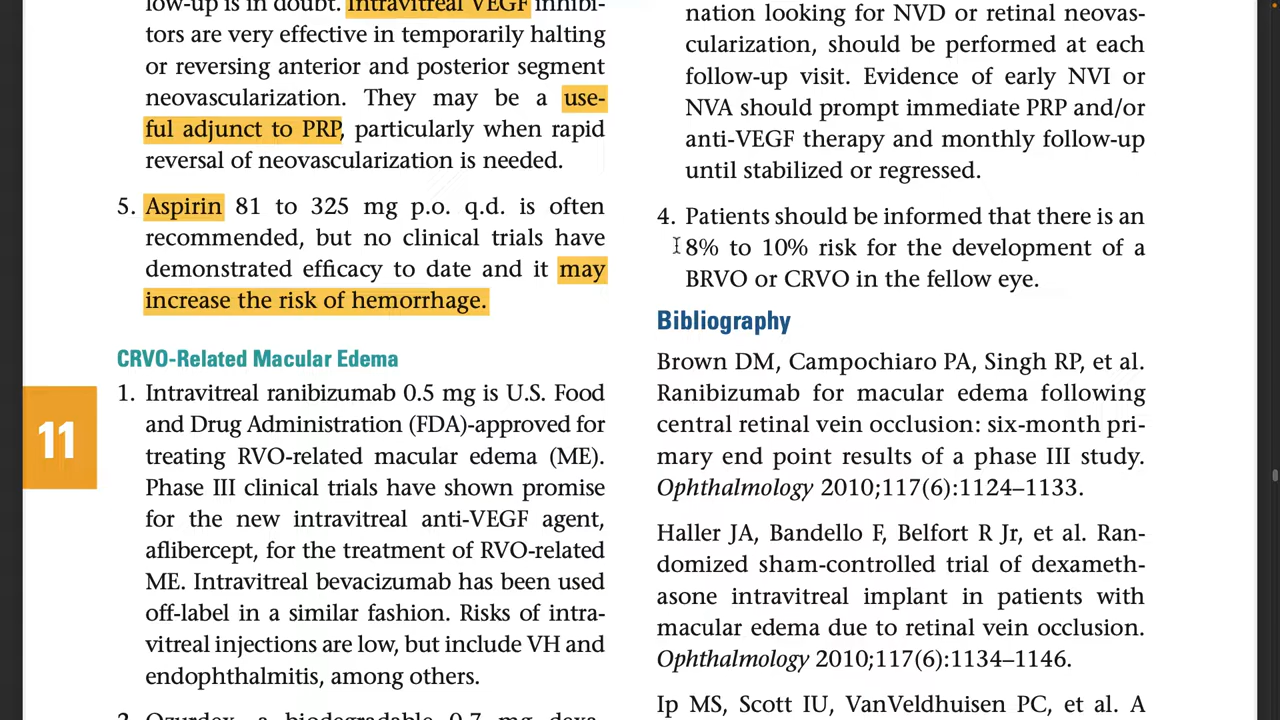 low-up is in doubt. Intravitreal VEGF inhibi-
tors are very effective in temporarily halting
or reversing anterior and posterior segment
neovascularization. They may be a use-
ful adjunct to PRP, particularly when rapid
reversal of neovascularization is needed.
5. Aspirin 81 to 325 mg p.o. q.d. is often
recommended, but no clinical trials have
demonstrated efficacy to date and it may
increase the risk of hemorrhage.
CRVO-Related Macular Edema
1. Intravitreal ranibizumab 0.5 mg is U.S. Food
and Drug Administration (FDA)-approved for
treating RVO-related macular edema (ME).
Phase III clinical trials have shown promise
for the new intravitreal anti-VEGF agent,
aflibercept, for the treatment of RVO-related
ME. Intravitreal bevacizumab has been used
off-label in a similar fashion. Risks of intra-
vitreal injections are low, but include VH and
endophthalmitis, among others.
2. Ozurdex, a biodegradable 0.7 mg dexa-
11
nation looking for NVD or retinal neovas-
cularization, should be performed at each
follow-up visit. Evidence of early NVI or
NVA should prompt immediate PRP and/or
anti-VEGF therapy and monthly follow-up
until stabilized or regressed.
4. Patients should be informed that there is an
8% to 10% risk for the development of a
BRVO or CRVO in the fellow eye.
Bibliography
Brown DM, Campochiaro PA, Singh RP, et al.
Ranibizumab for macular edema following
central retinal vein occlusion: six-month pri-
mary end point results of a phase III study.
Ophthalmology 2010;117(6):1124–1133.
Haller JA, Bandello F, Belfort R Jr, et al. Ran-
domized sham-controlled trial of dexameth-
asone intravitreal implant in patients with
macular edema due to retinal vein occlusion.
Ophthalmology 2010;117(6):1134–1146.
Ip MS, Scott IU, VanVeldhuisen PC, et al. A